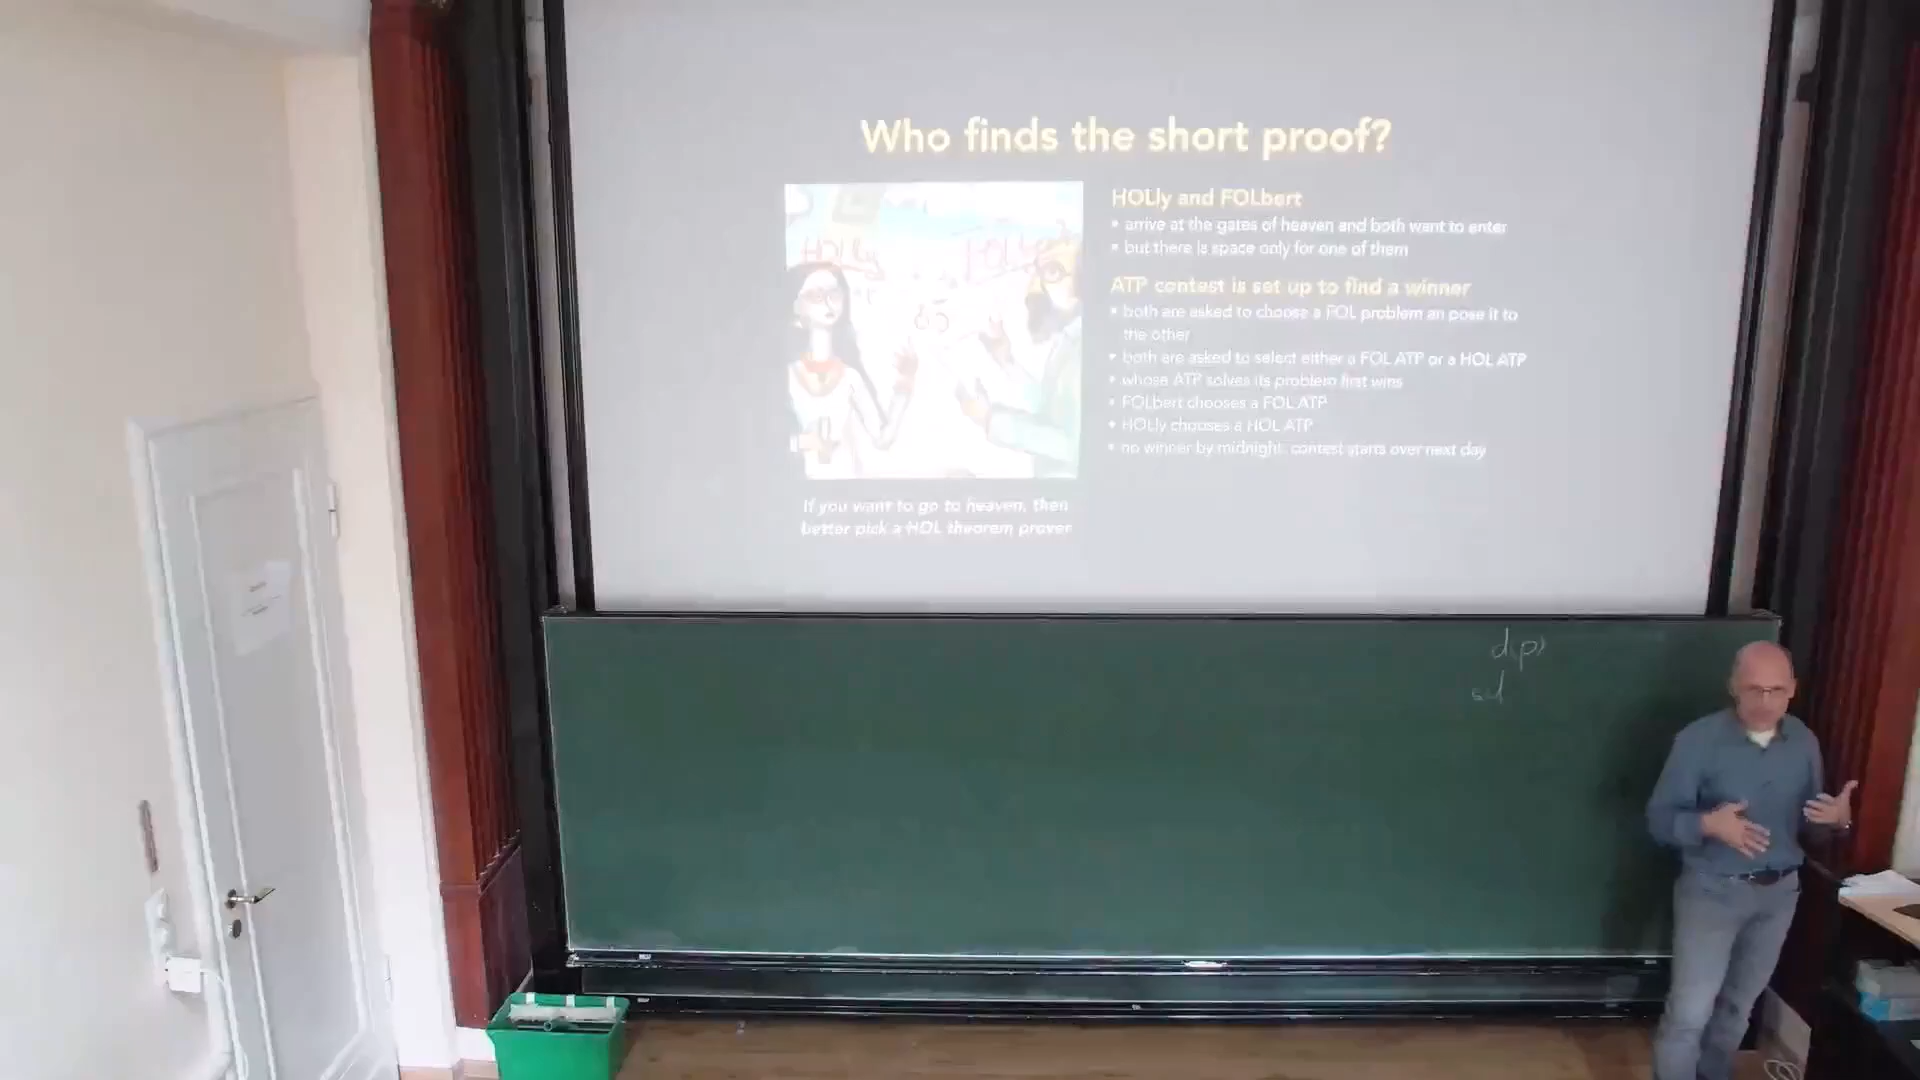 Who finds the short proof?
HOLly
HOLly and FOLbert
• arrive at the gates of heaven and both want to enter
• but there is space only for one of them
ATP contest is set up to find a winner
• both are asked to choose a FOL problem an pose it to
the other
• both are asked to select either a FOL ATP or a HOL ATP
• whose ATP solves its problem first wins
• FOLbert chooses a FOL ATP
• HOLly chooses a HOL ATP
• no winner by midnight: contest starts over next day
If you want to go to heaven, then
better pick a HOL theorem prover